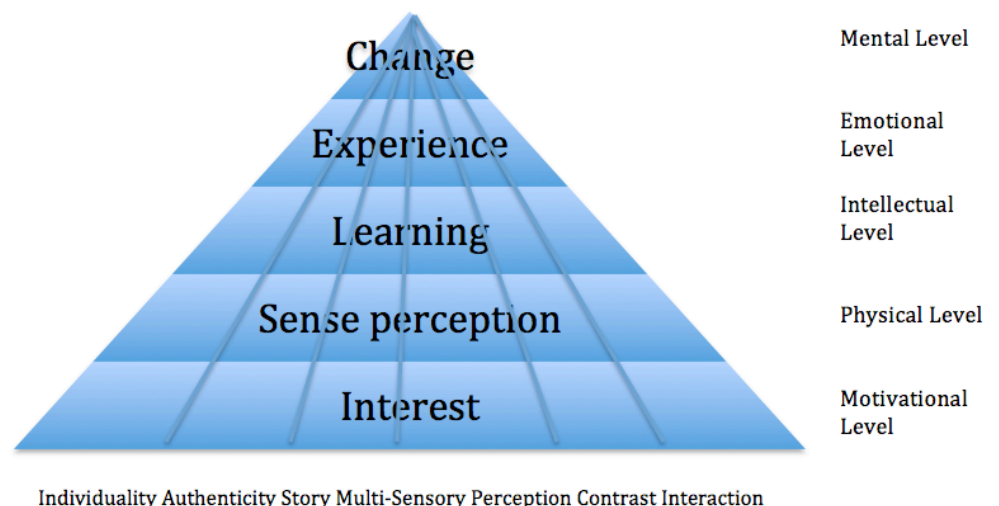 Change
Mental Level
Experience
Emotional
Level
Learning
Intellectual
Level
Sense perception
Physical Level
Interest
Motivational
Level
Individuality Authenticity Story Multi-Sensory Perception Contrast Interaction